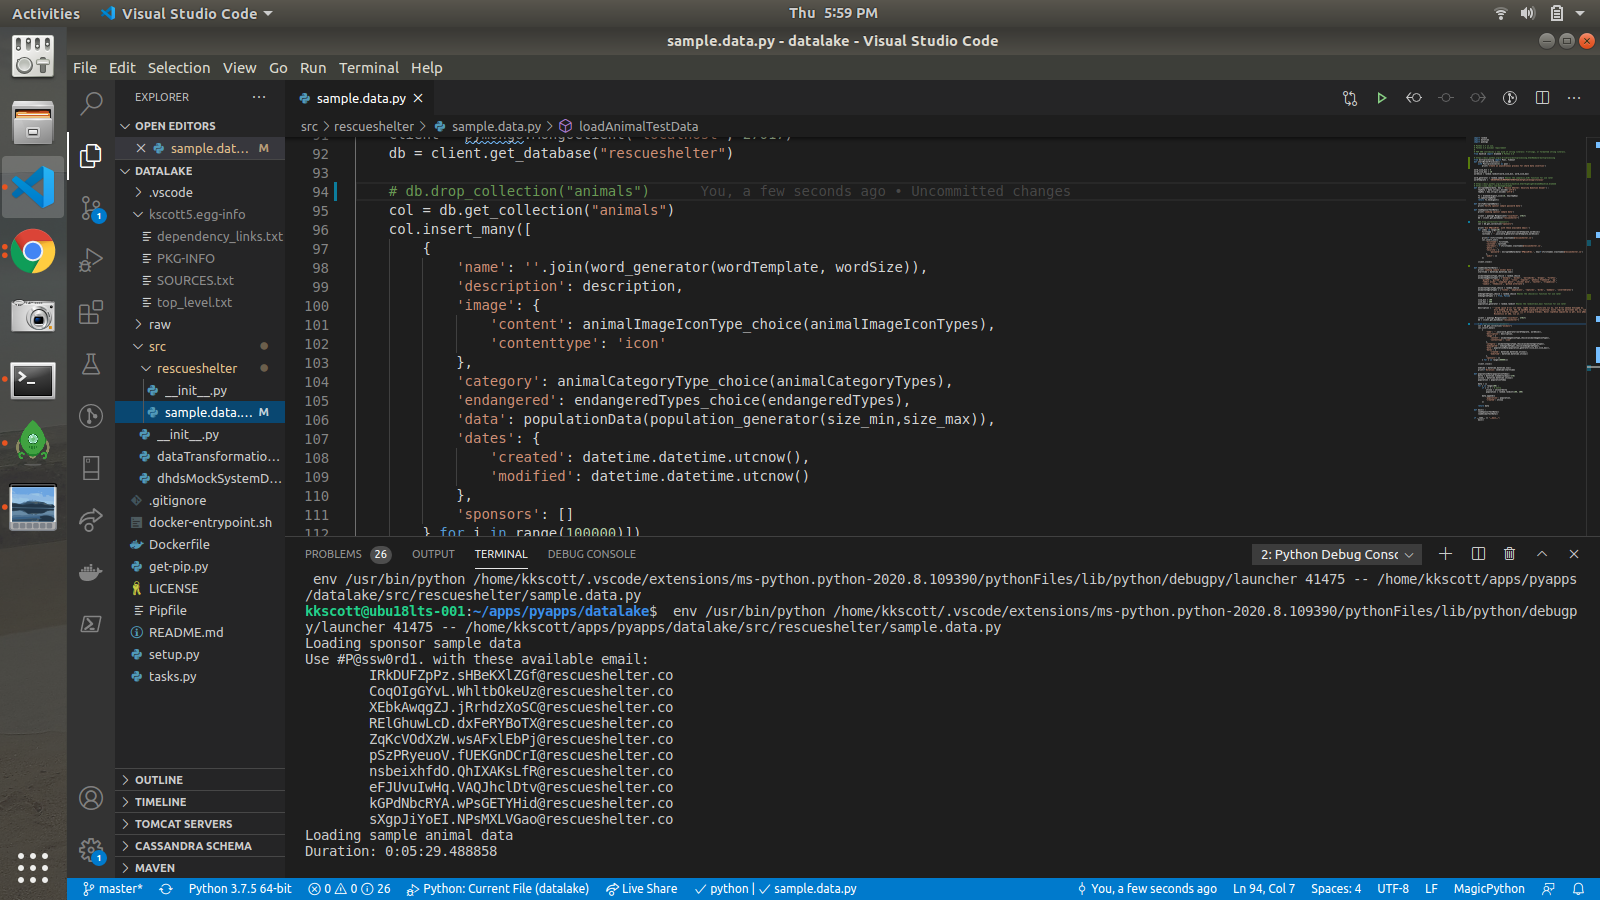 Activities Visual Studio Code Thu 5:59 PM
sample.data.py - datalake - Visual Studio Code
File Edit Selection View Go Run Terminal Help
EXPLORER
OPEN EDITORS
sample.dat... M
DATALAKE
.vscode
kscott5.egg-info
dependency_links.txt
PKG-INFO
SOURCES.txt
top_level.txt
raw
src
rescueshelter
__init__.py
sample.data.... M
__init__.py
dataTransformatio...
dhdsMockSystemD...
.gitignore
docker-entrypoint.sh
Dockerfile
get-pip.py
LICENSE
Pipfile
README.md
setup.py
tasks.py
OUTLINE
TIMELINE
TOMCAT SERVERS
CASSANDRA SCHEMA
MAVEN
1
1
sample.data.py
src > rescueshelter > sample.data.py > loadAnimalTestData
92 db = client.get_database("rescueshelter")
93
94 # db.drop_collection("animals") You, a few seconds ago • Uncommitted changes
95 col = db.get_collection("animals")
96 col.insert_many([
97 {
98 'name': ''.join(word_generator(wordTemplate, wordSize)),
99 'description': description,
100 'image': {
101 'content': animalImageIconType_choice(animalImageIconTypes),
102 'contenttype': 'icon'
103 },
104 'category': animalCategoryType_choice(animalCategoryTypes),
105 'endangered': endangeredTypes_choice(endangeredTypes),
106 'data': populationData(population_generator(size_min,size_max)),
107 'dates': {
108 'created': datetime.datetime.utcnow(),
109 'modified': datetime.datetime.utcnow()
110 },
111 'sponsors': []
112 } for i in range(100000)])
PROBLEMS 26 OUTPUT TERMINAL DEBUG CONSOLE 2: Python Debug Consc
env /usr/bin/python /home/kkscott/.vscode/extensions/ms-python.python-2020.8.109390/pythonFiles/lib/python/debugpy/launcher 41475 -- /home/kkscott/apps/pyapps
/datalake/src/rescueshelter/sample.data.py
kkscott@ubu18lts-001:~/apps/pyapps/datalake$ env /usr/bin/python /home/kkscott/.vscode/extensions/ms-python.python-2020.8.109390/pythonFiles/lib/python/debugp
y/launcher 41475 -- /home/kkscott/apps/pyapps/datalake/src/rescueshelter/sample.data.py
Loading sponsor sample data
Use #P@ssw0rd1. with these available email:
IRkDUFZpPz.sHBeKXlZGf@rescueshelter.co
CoqOIgGYvL.WhltbOkeUz@rescueshelter.co
XEbkAwqgZJ.jRrhdzXoSC@rescueshelter.co
RElGhuwLcD.dxFeRYBoTX@rescueshelter.co
ZqKcVOdXzW.wsAFxlEbPj@rescueshelter.co
pSzPRyeuoV.fUEKGnDCrI@rescueshelter.co
nsbeixhfdO.QhIXAKsLfR@rescueshelter.co
eFJUvuIwHq.VAQJhclDtv@rescueshelter.co
kGPdNbcRYA.wPsGETYHid@rescueshelter.co
sXgpJiYoEI.NPsMXLVGao@rescueshelter.co
Loading sample animal data
Duration: 0:05:29.488858
master* Python 3.7.5 64-bit 0 0 26 Python: Current File (datalake) Live Share python | sample.data.py You, a few seconds ago Ln 94, Col 7 Spaces: 4 UTF-8 LF MagicPython